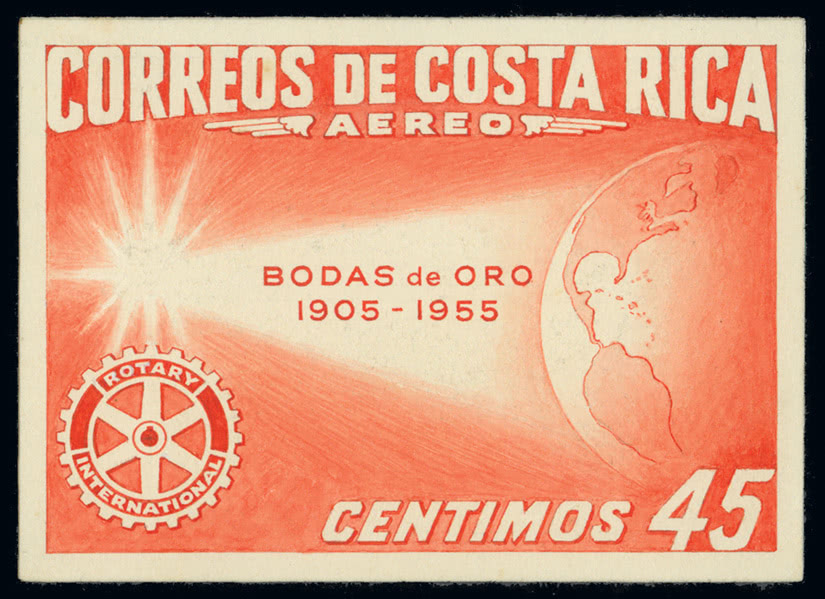 CORREOS DE COSTA RICA
AEREO
BODAS de ORO
1905 - 1955
ROTARY
INTERNATIONAL
CENTIMOS 45